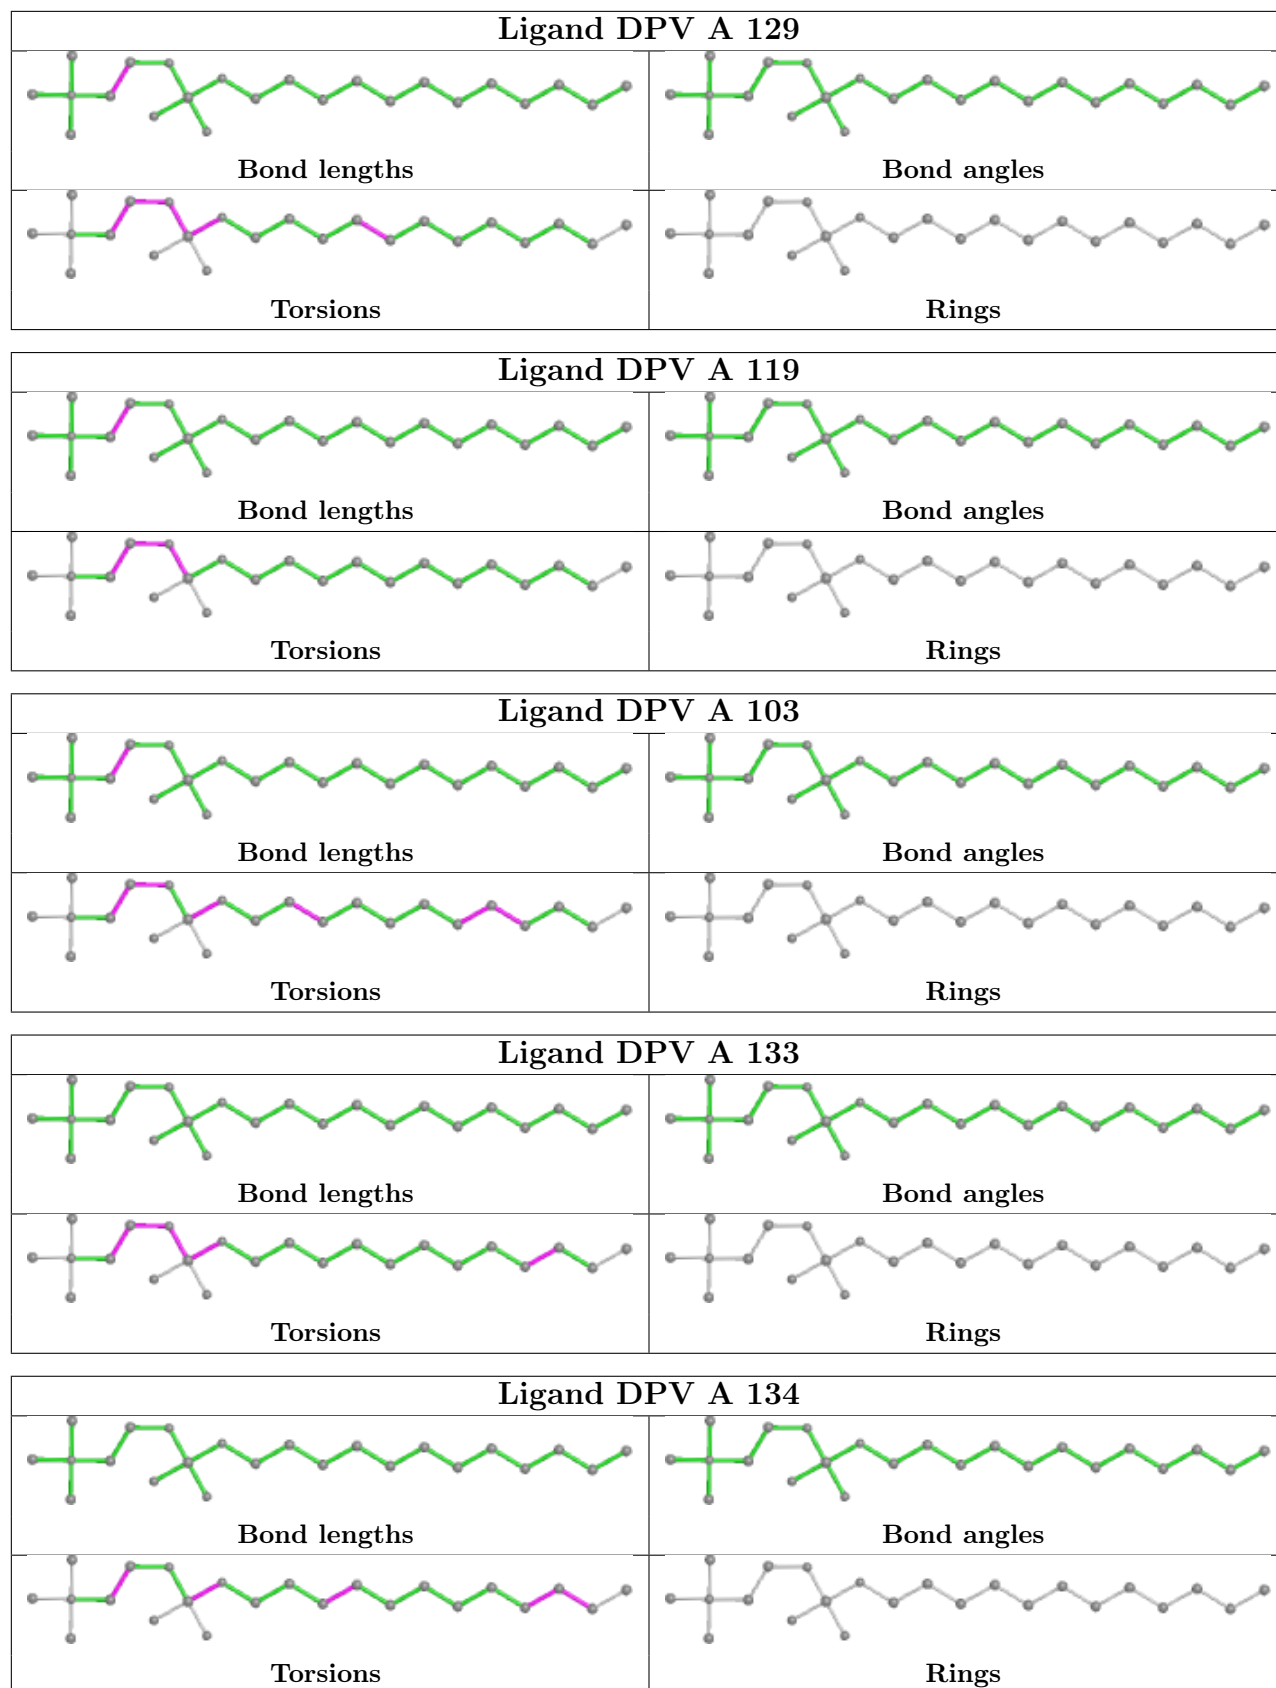 Ligand DPV A 129
Bond lengths
Bond angles
Torsions
Rings
Ligand DPV A 119
Bond lengths
Bond angles
Torsions
Rings
Ligand DPV A 103
Bond lengths
Bond angles
Torsions
Rings
Ligand DPV A 133
Bond lengths
Bond angles
Torsions
Rings
Ligand DPV A 134
Bond lengths
Bond angles
Torsions
Rings